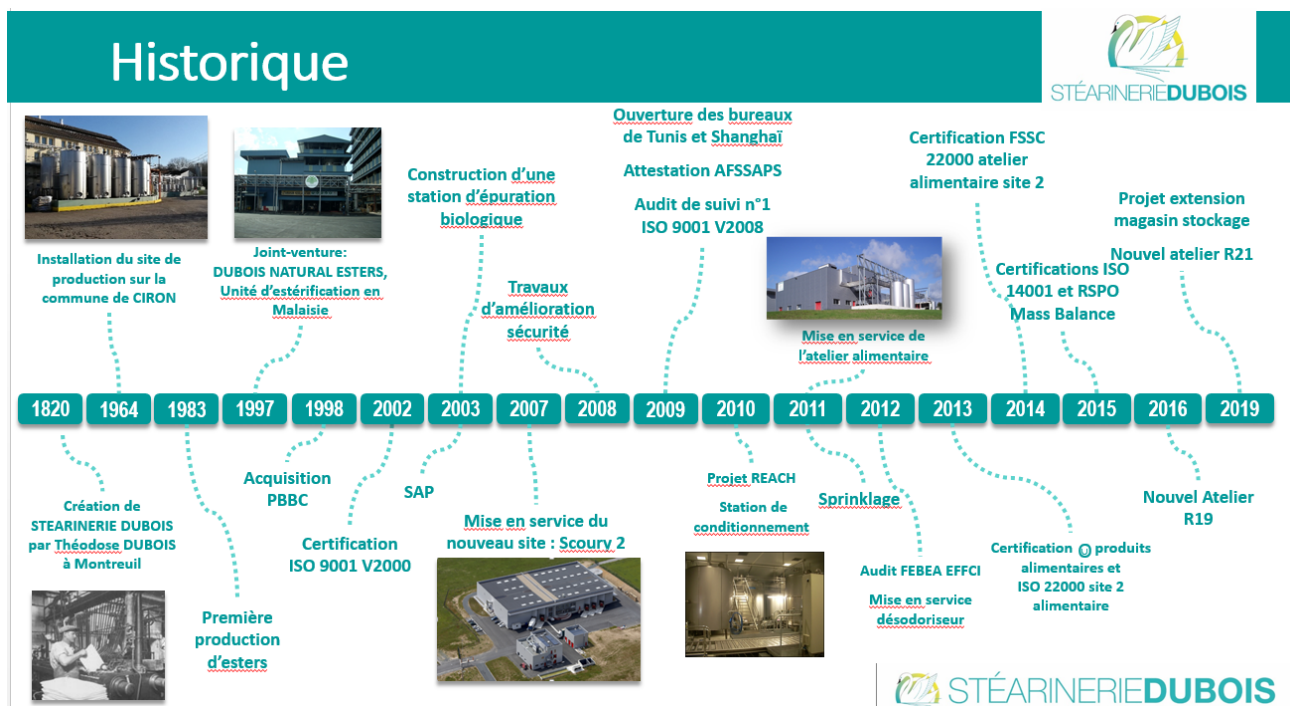 Historique
STÉARINERIEDUBOIS
Installation du site de
production sur la
commune de CIRON
Joint-venture:
DUBOIS NATURAL ESTERS,
Unité d'estérification en
Malaisie
Construction d'une
station d'épuration
biologique
Travaux
d'amélioration
sécurité
Ouverture des bureaux
de Tunis et Shanghaï
Attestation AFSSAPS
Audit de suivi n°1
ISO 9001 V2008
Mise en service de
l'atelier alimentaire
Certification FSSC
22000 atelier
alimentaire site 2
Certifications ISO
14001 et RSPO
Mass Balance
Projet extension
magasin stockage
Nouvel atelier R21
1820 1964 1983 1997 1998 2002 2003 2007 2008 2009 2010 2011 2012 2013 2014 2015 2016 2019
Création de
STEARINERIE DUBOIS
par Théodose DUBOIS
à Montreuil
Première
production
d'esters
Acquisition
PBBC
Certification
ISO 9001 V2000
SAP
Mise en service du
nouveau site : Scoury 2
Projet REACH
Station de
conditionnement
Sprinklage
Audit FEBEA EFFCI
Mise en service
désodoriseur
Certification produits
alimentaires et
ISO 22000 site 2
alimentaire
Nouvel Atelier
R19
STÉARINERIEDUBOIS